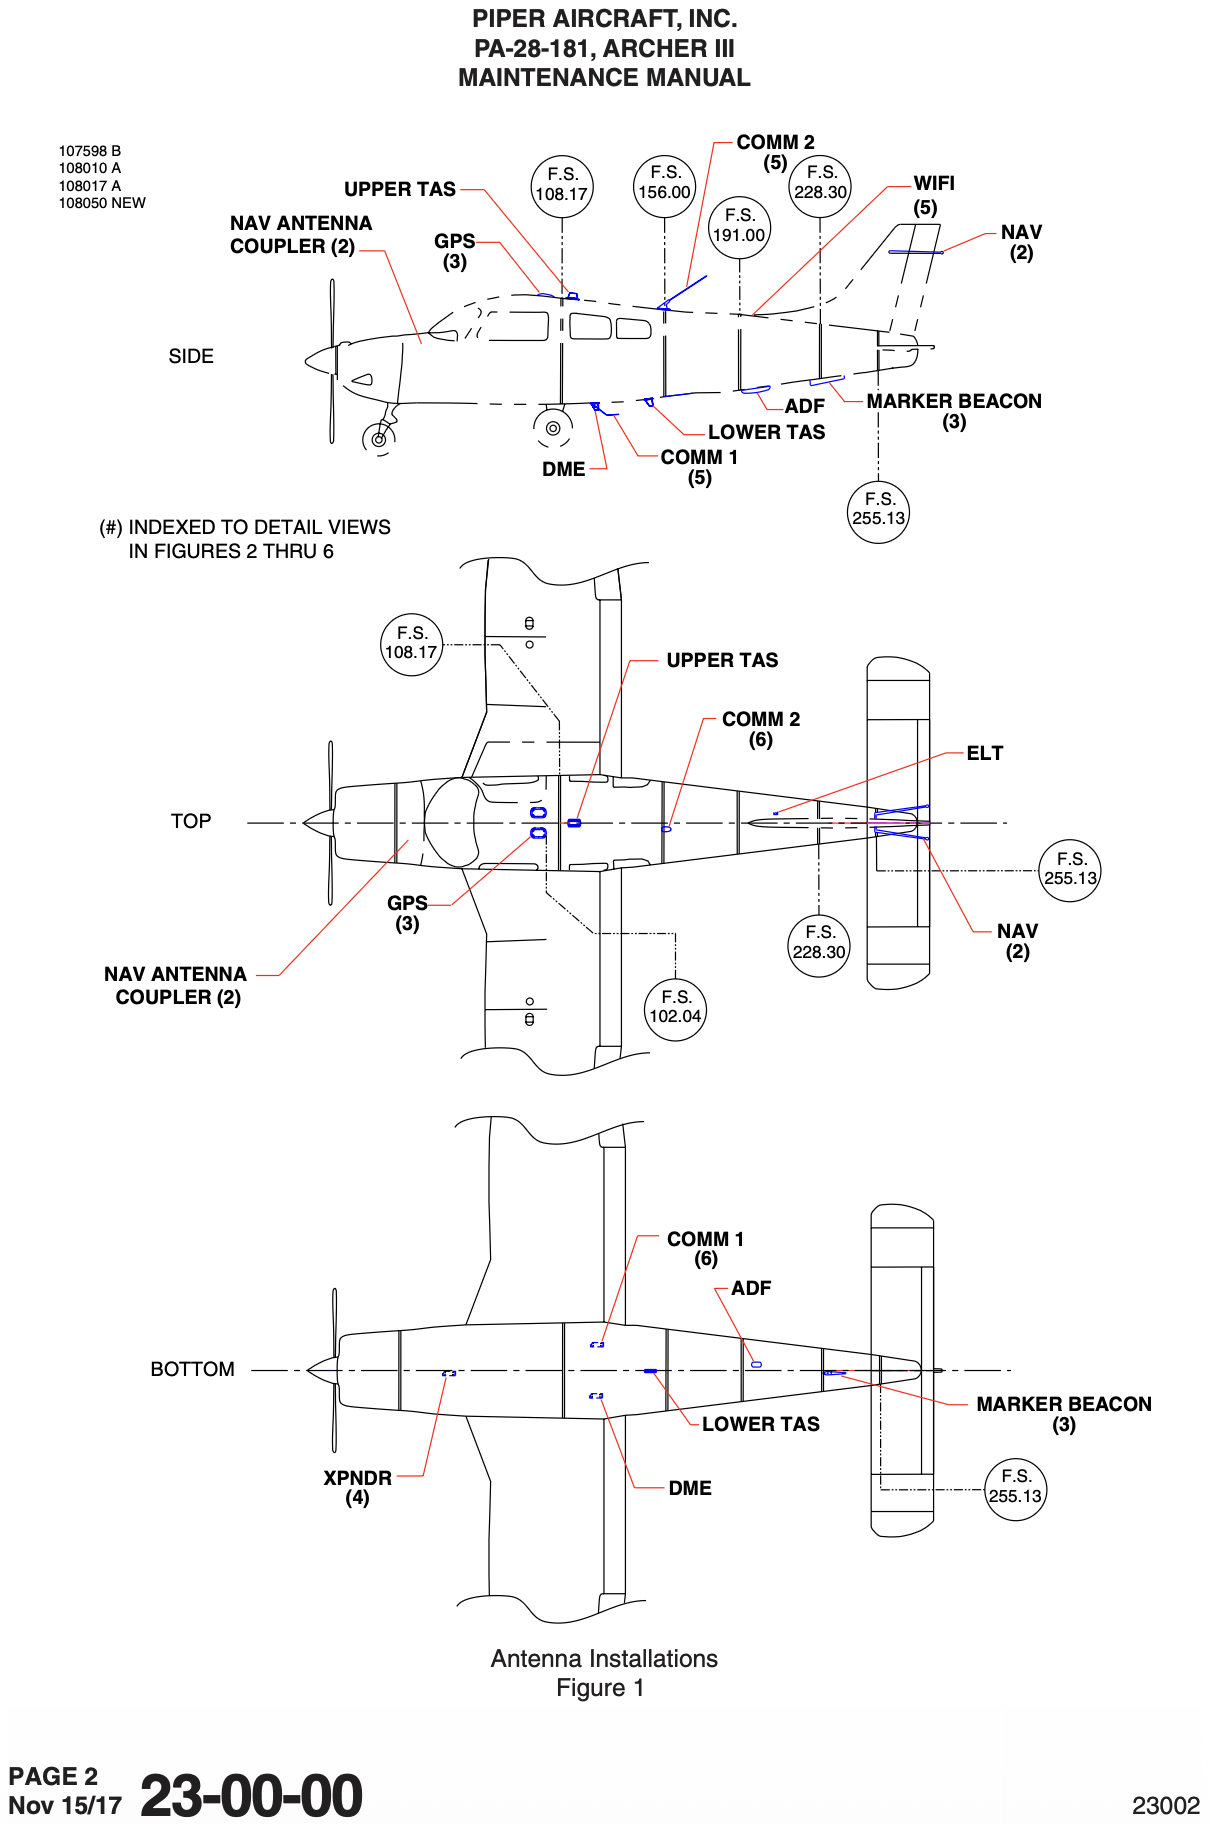 PIPER AIRCRAFT, INC.
PA-28-181, ARCHER III
MAINTENANCE MANUAL
107598 B
108010 A
108017 A
108050 NEW
COMM 2
(5)
F.S.
108.17
F.S.
156.00
F.S.
228.30
UPPER TAS
WIFI
(5)
F.S.
191.00
NAV ANTENNA
COUPLER (2)
GPS
(3)
NAV
(2)
SIDE
ADF
MARKER BEACON
(3)
LOWER TAS
DME
COMM 1
(5)
F.S.
255.13
(#) INDEXED TO DETAIL VIEWS
IN FIGURES 2 THRU 6
F.S.
108.17
UPPER TAS
COMM 2
(6)
ELT
TOP
F.S.
255.13
GPS
(3)
NAV
(2)
F.S.
228.30
NAV ANTENNA
COUPLER (2)
F.S.
102.04
COMM 1
(6)
ADF
BOTTOM
MARKER BEACON
(3)
LOWER TAS
XPNDR
(4)
DME
F.S.
255.13
Antenna Installations
Figure 1
PAGE 2
Nov 15/17
23-00-00
23002